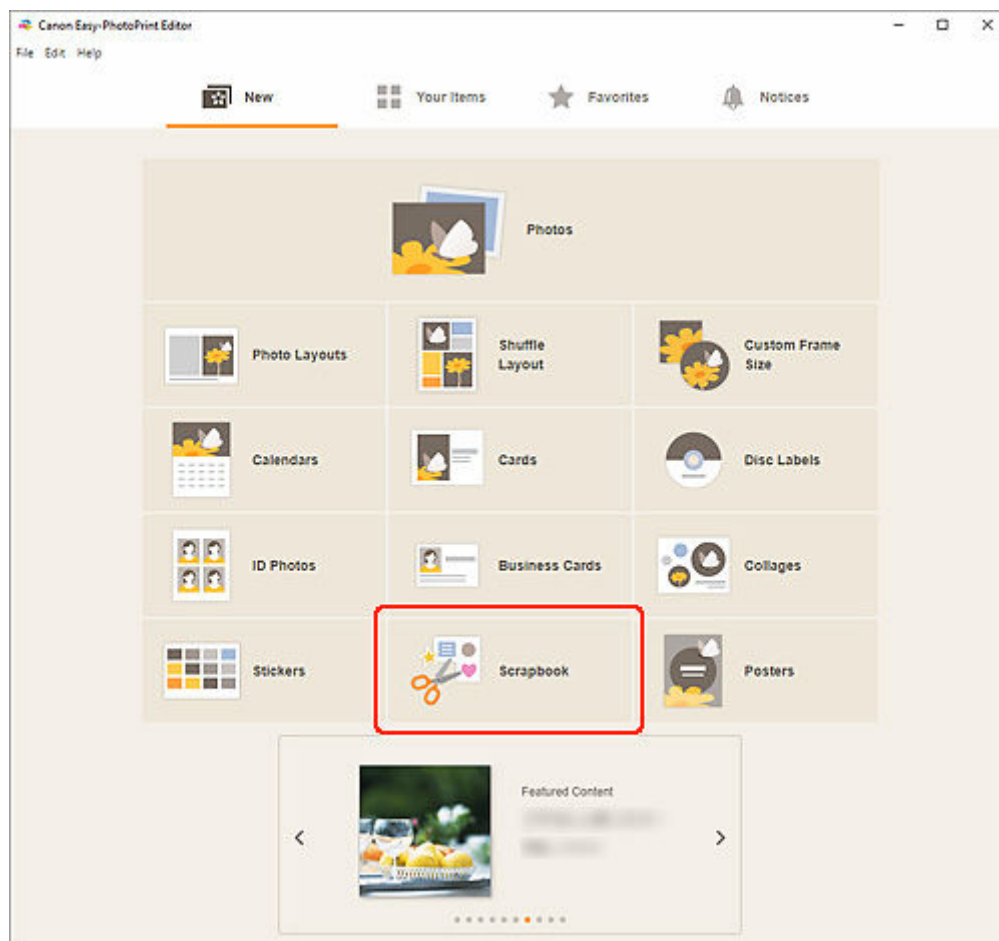 Canon Easy-PhotoPrint Editor
File Edit Help
New Your Items Favorites Notices
Photos
Photo Layouts
Shuffle
Layout
Custom Frame
Size
Calendars
Cards
Disc Labels
ID Photos
Business Cards
Collages
Stickers
Scrapbook
Posters
Featured Content